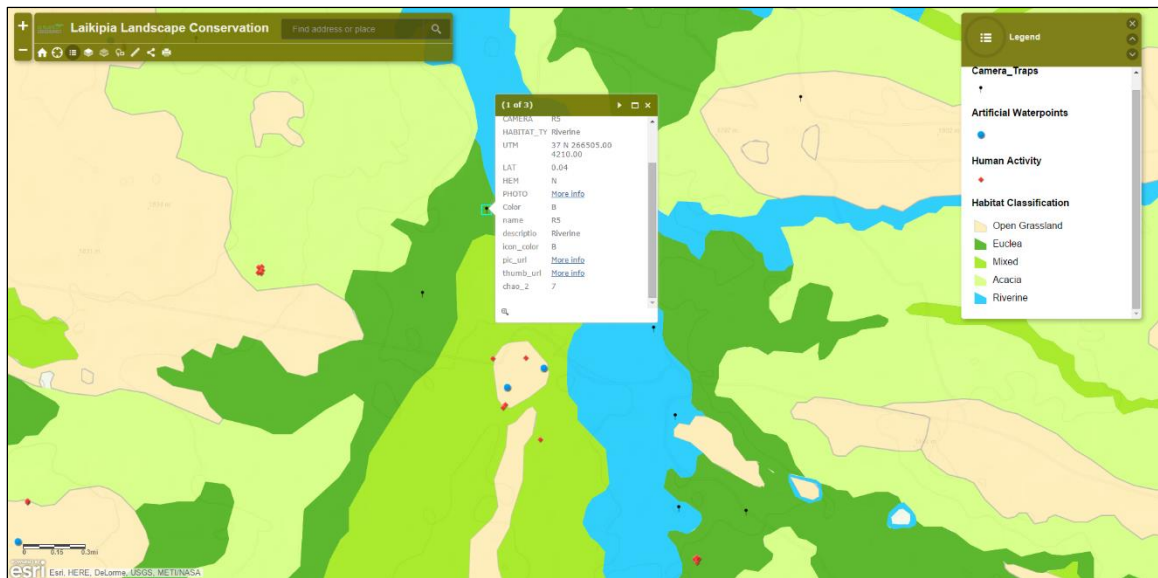 +
Laikipia Landscape Conservation
Find address or place
−
Legend
Camera_Traps
Artificial Waterpoints
Human Activity
Habitat Classification
Open Grassland
Euclea
Mixed
Acacia
Riverine
(1 of 3)
CAMERA R5
HABITAT_TY Riverine
UTM 37 N 266505.00
4210.00
LAT 0.04
HEM N
PHOTO More info
Color B
name R5
descriptio Riverine
icon_color B
pic_url More info
thumb_url More info
chao_2 7
0 0.15 0.3mi
esri Esri, HERE, DeLorme, USGS, METI/NASA